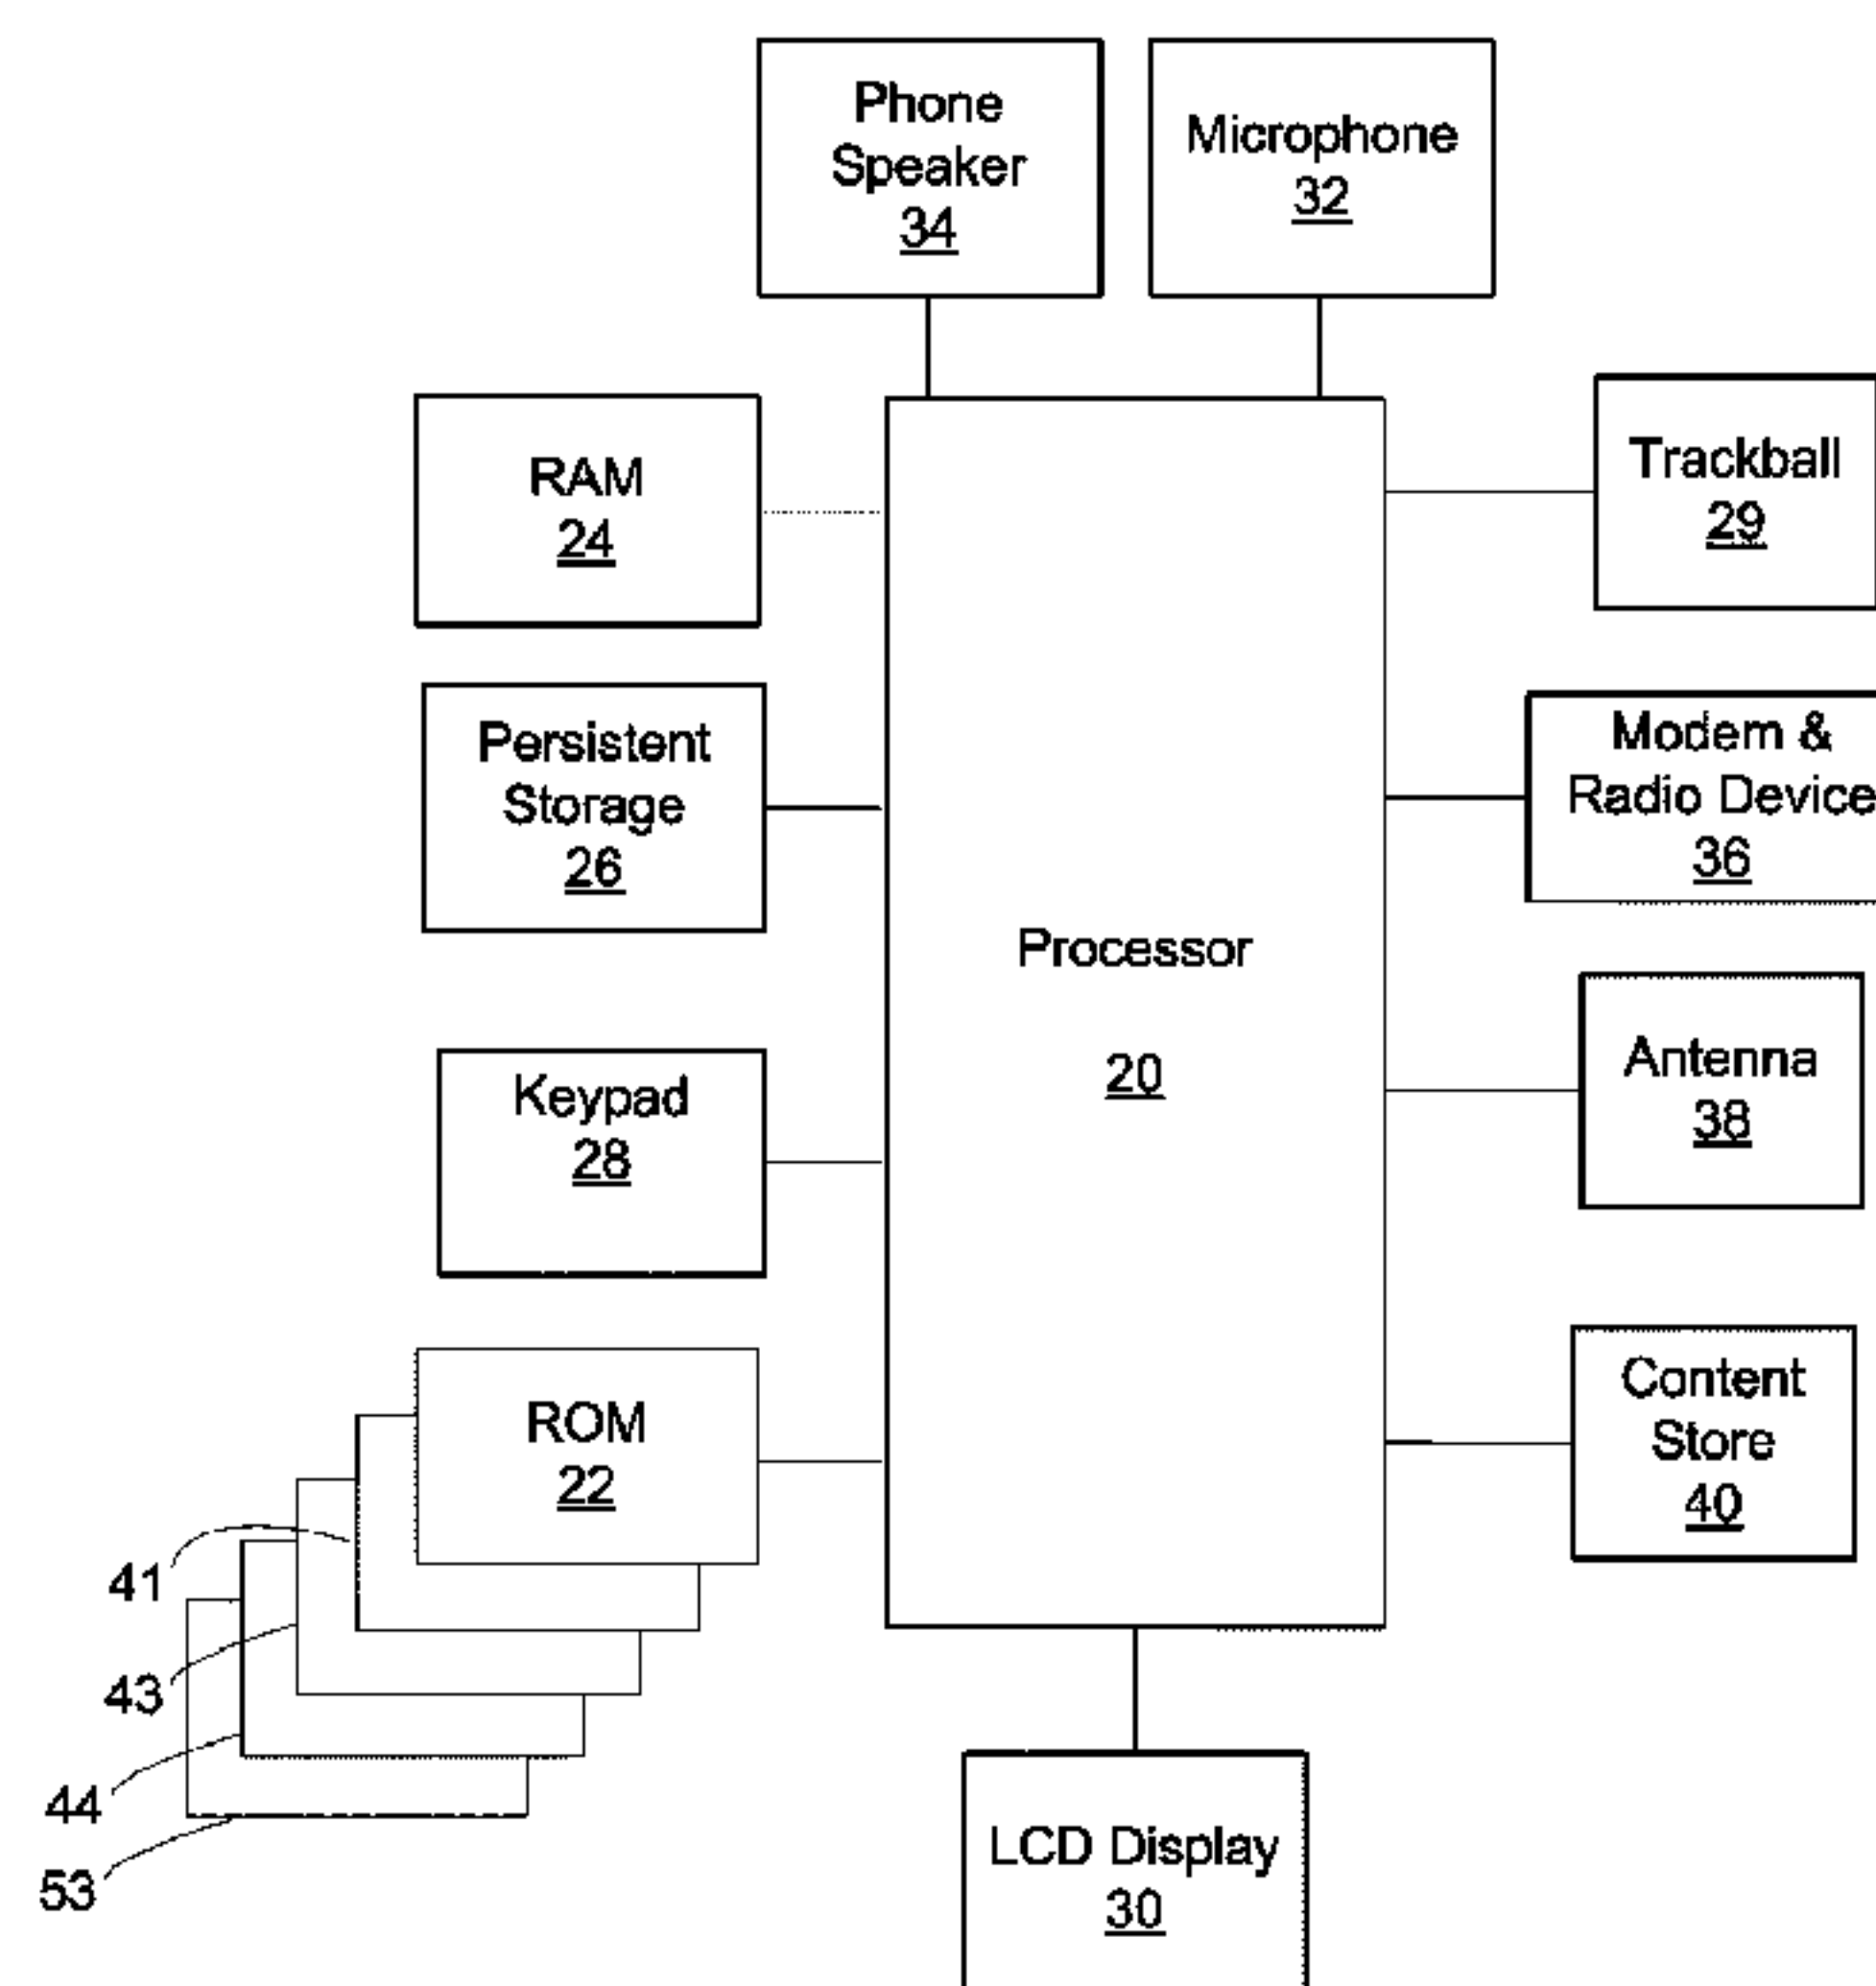 Phone
Speaker
34
Microphone
32
RAM
24
Trackball
29
Persistent
Storage
26
Modem &
Radio Device
36
Processor
20
Keypad
28
Antenna
38
ROM
22
Content
Store
40
41
43
44
53
LCD Display
30